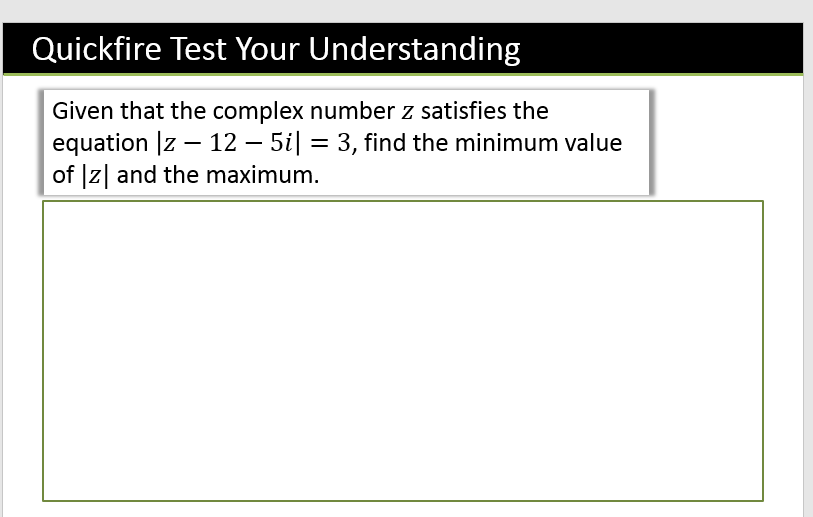 Quickfire Test Your Understanding
Given that the complex number 𝑧 satisfies the
equation |𝑧 − 12 − 5𝑖| = 3, find the minimum value
of |𝑧| and the maximum.